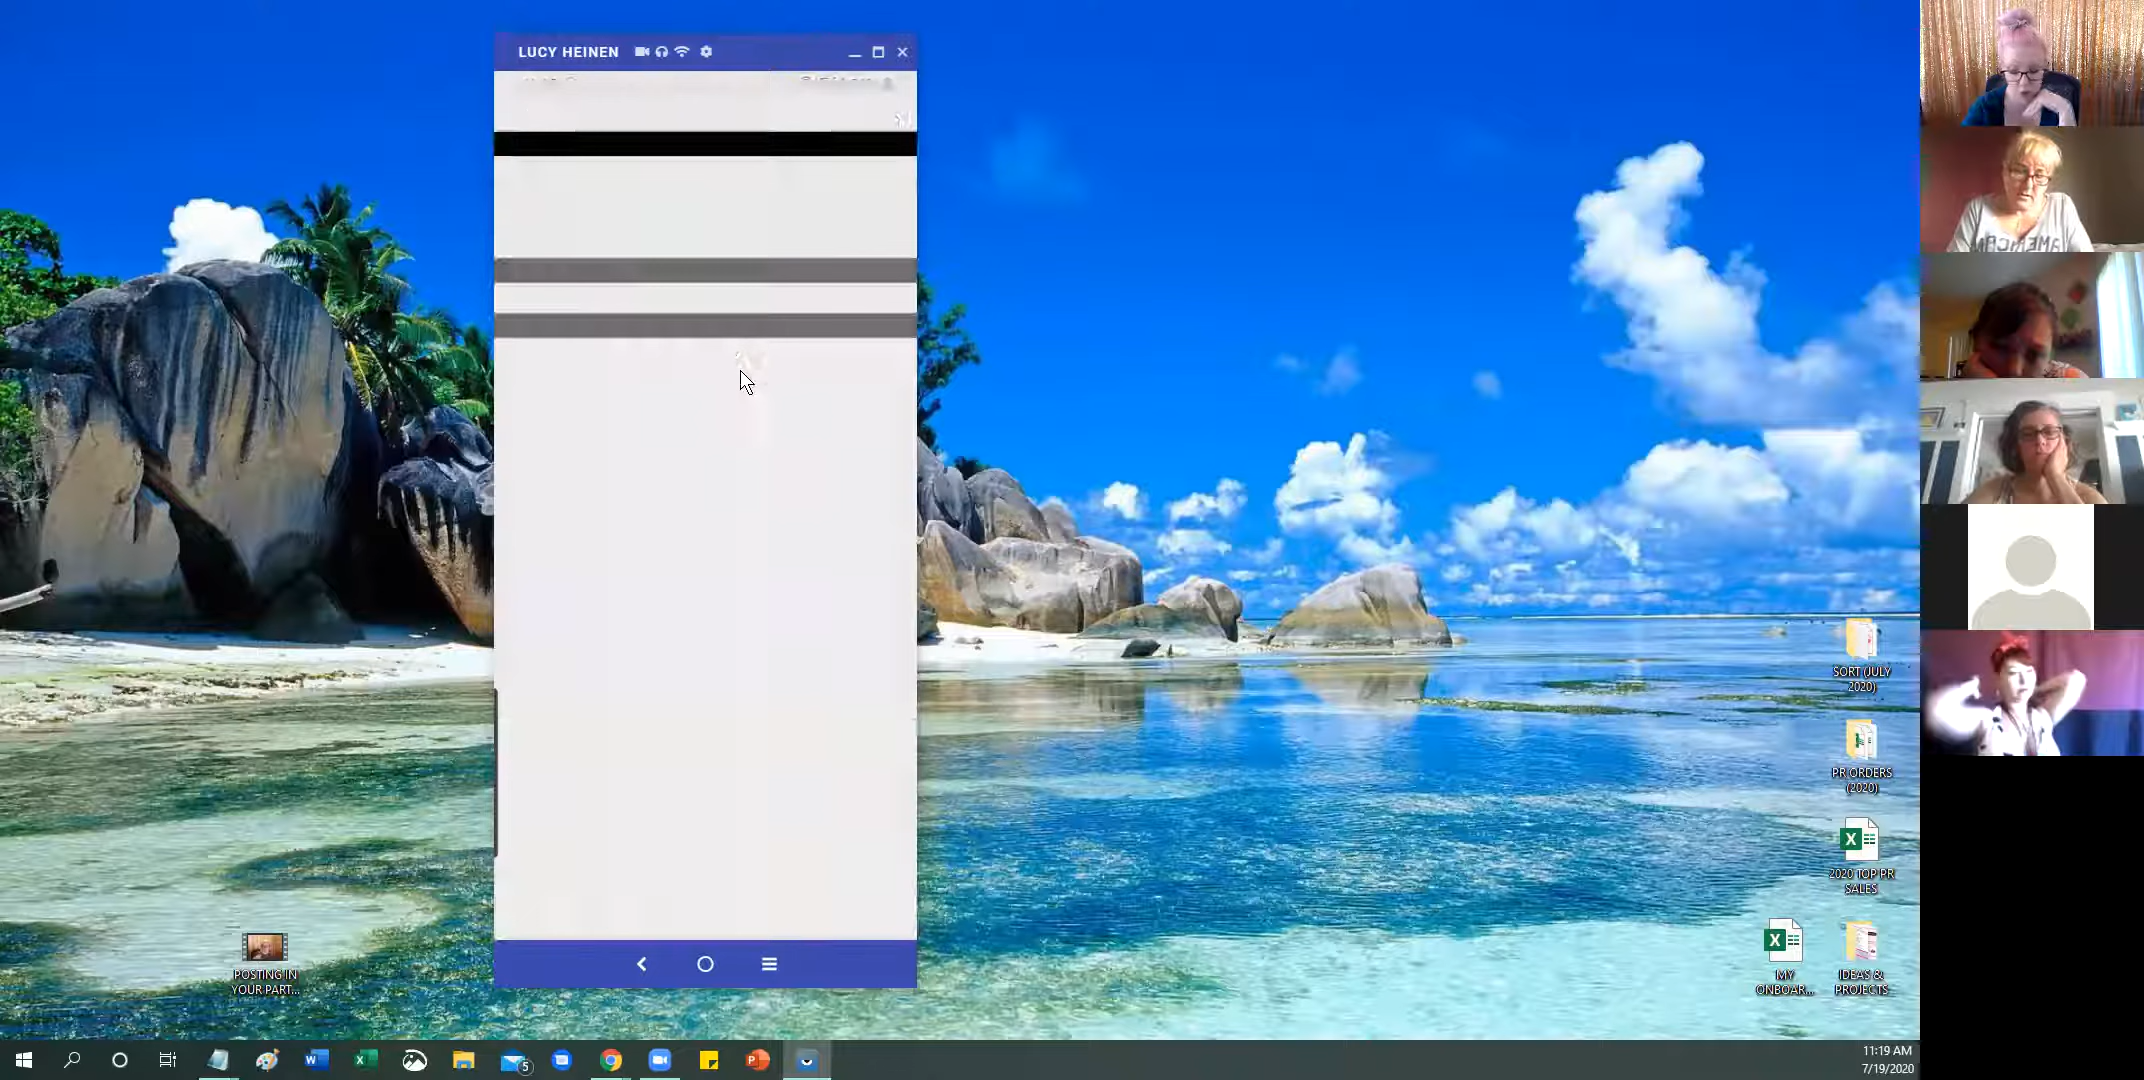 LUCY HEINEN
SORT (JULY
2020)
PR ORDERS
(2020)
2020 TOP PR
SALES
MY
ONBOAR...
IDEAS &
PROJECTS
POSTING IN
YOUR PART...
5
11:19 AM
7/19/2020